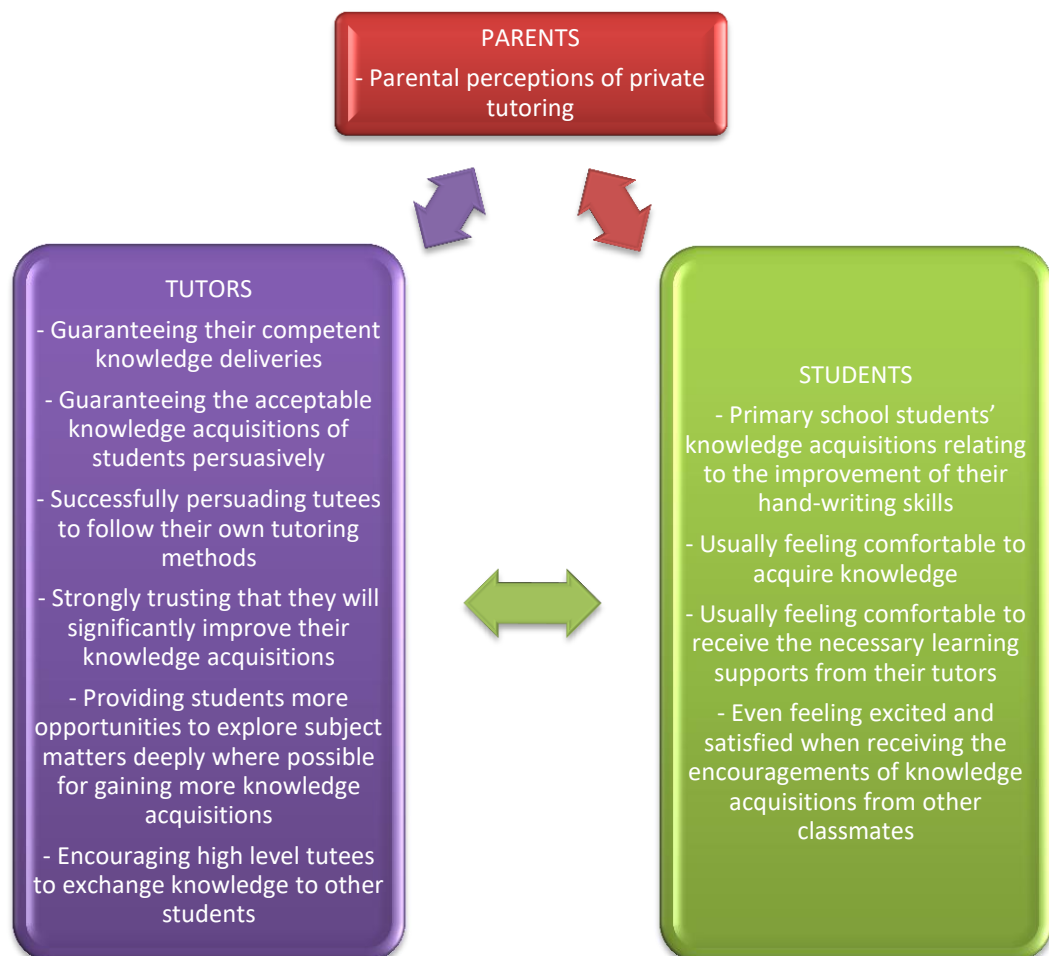 PARENTS
- Parental perceptions of private
tutoring
TUTORS
- Guaranteeing their competent
knowledge deliveries
- Guaranteeing the acceptable
knowledge acquisitions of
students persuasively
- Successfully persuading tutees
to follow their own tutoring
methods
- Strongly trusting that they will
significantly improve their
knowledge acquisitions
- Providing students more
opportunities to explore subject
matters deeply where possible
for gaining more knowledge
acquisitions
- Encouraging high level tutees
to exchange knowledge to other
students
STUDENTS
- Primary school students’
knowledge acquisitions relating
to the improvement of their
hand-writing skills
- Usually feeling comfortable to
acquire knowledge
- Usually feeling comfortable to
receive the necessary learning
supports from their tutors
- Even feeling excited and
satisfied when receiving the
encouragements of knowledge
acquisitions from other
classmates